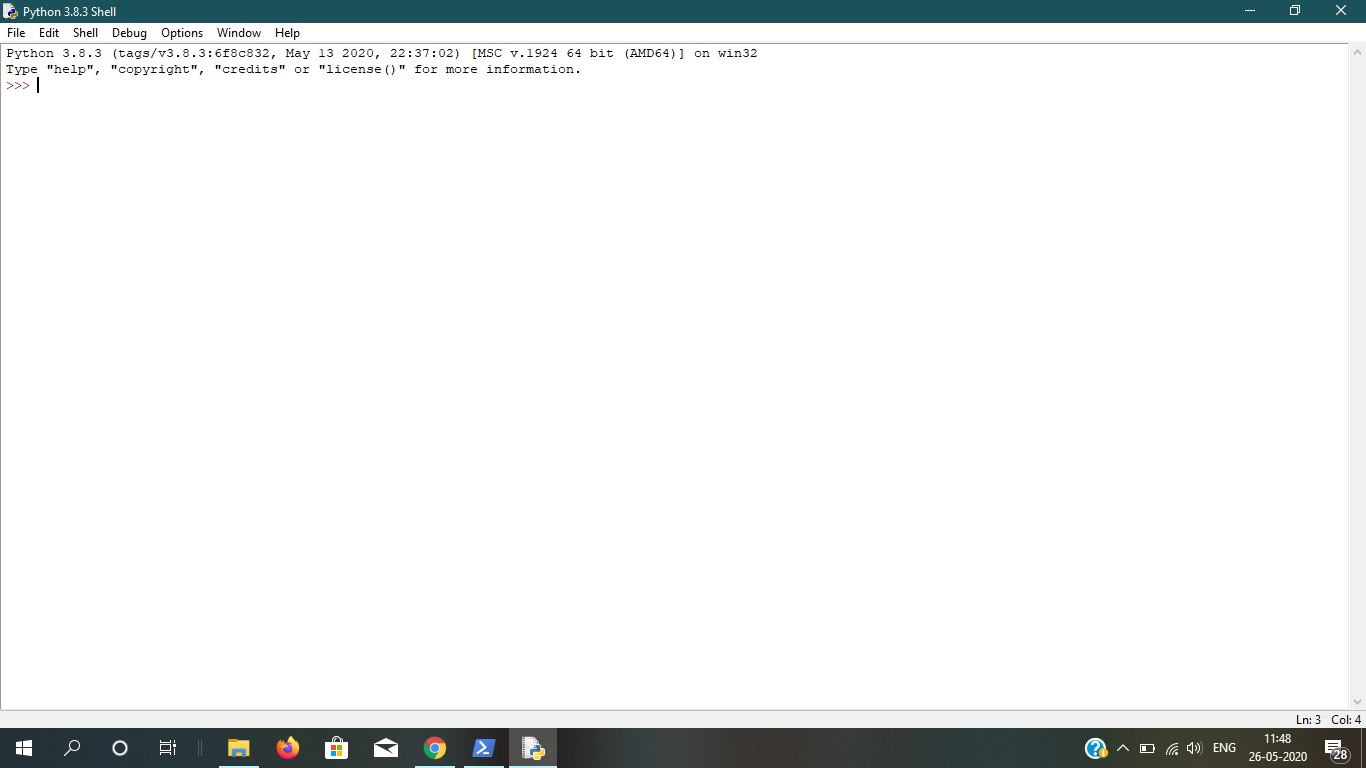 Python 3.8.3 Shell
File Edit Shell Debug Options Window Help
Python 3.8.3 (tags/v3.8.3:6f8c832, May 13 2020, 22:37:02) [MSC v.1924 64 bit (AMD64)] on win32
Type "help", "copyright", "credits" or "license()" for more information.
>>>
Ln: 3 Col: 4
ENG
11:48
26-05-2020
28